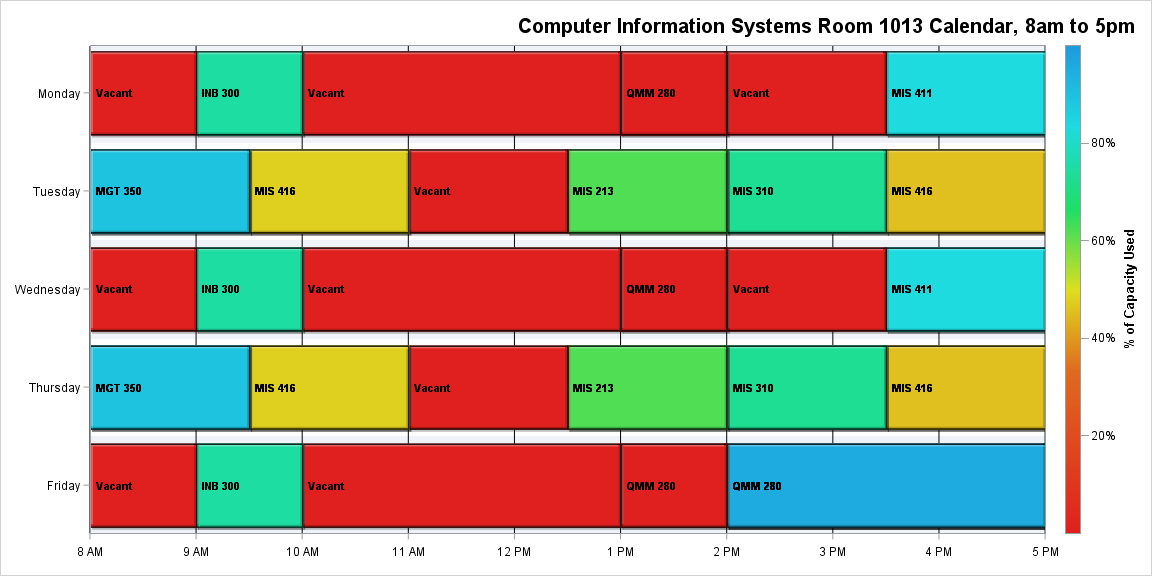 Computer Information Systems Room 1013 Calendar, 8am to 5pm
Monday
Vacant
INB 300
Vacant
QMM 280
Vacant
MIS 411
Tuesday
MGT 350
MIS 416
Vacant
MIS 213
MIS 310
MIS 416
Wednesday
Vacant
INB 300
Vacant
QMM 280
Vacant
MIS 411
Thursday
MGT 350
MIS 416
Vacant
MIS 213
MIS 310
MIS 416
Friday
Vacant
INB 300
Vacant
QMM 280
QMM 280
8 AM
9 AM
10 AM
11 AM
12 PM
1 PM
2 PM
3 PM
4 PM
5 PM
80%
60%
40%
20%
% of Capacity Used